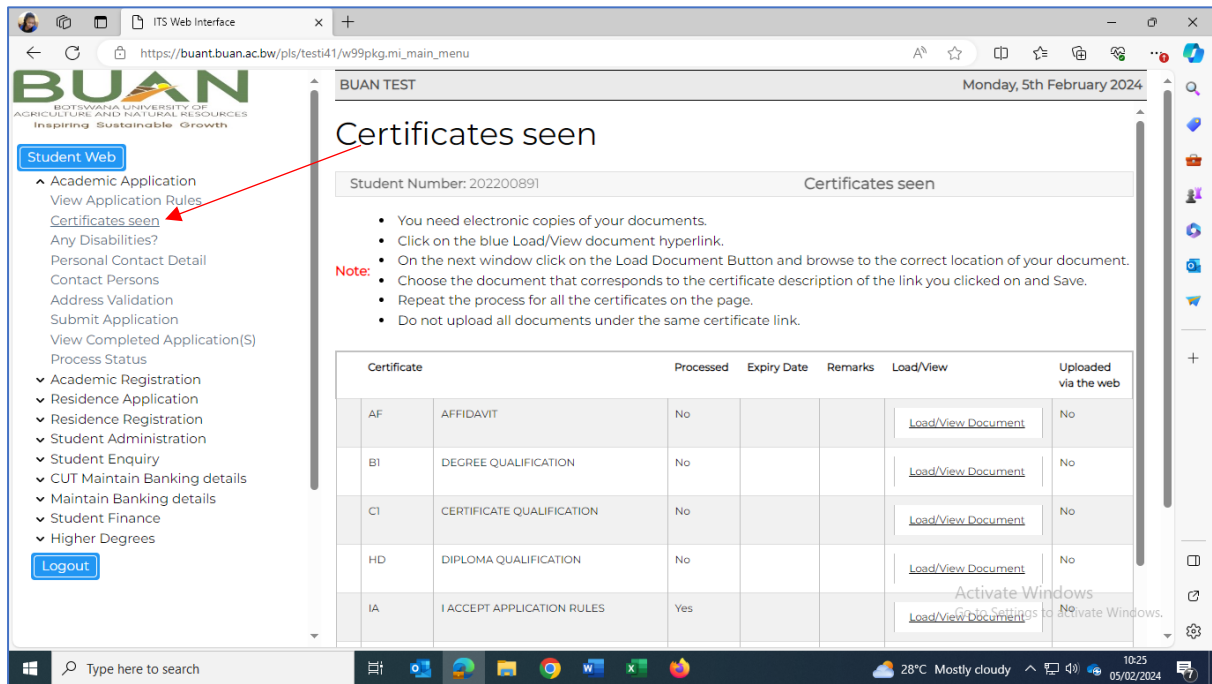 ITS Web Interface
https://buant.buan.ac.bw/pls/testi41/w99pkg.mi_main_menu
BUAN
BOTSWANA UNIVERSITY OF
AGRICULTURE AND NATURAL RESOURCES
Inspiring Sustainable Growth
Student Web
Academic Application
View Application Rules
Certificates seen
Any Disabilities?
Personal Contact Detail
Contact Persons
Address Validation
Submit Application
View Completed Application(S)
Process Status
Academic Registration
Residence Application
Residence Registration
Student Administration
Student Enquiry
CUT Maintain Banking details
Maintain Banking details
Student Finance
Higher Degrees
Logout
BUAN TEST Monday, 5th February 2024
Certificates seen
Student Number: 202200891 Certificates seen
Note:
• You need electronic copies of your documents.
• Click on the blue Load/View document hyperlink.
• On the next window click on the Load Document Button and browse to the correct location of your document.
• Choose the document that corresponds to the certificate description of the link you clicked on and Save.
• Repeat the process for all the certificates on the page.
• Do not upload all documents under the same certificate link.
Certificate Processed Expiry Date Remarks Load/View Uploaded via the web
AF AFFIDAVIT No Load/View Document No
B1 DEGREE QUALIFICATION No Load/View Document No
C1 CERTIFICATE QUALIFICATION No Load/View Document No
HD DIPLOMA QUALIFICATION No Load/View Document No
IA I ACCEPT APPLICATION RULES Yes Load/View Document No
Activate Windows
Go to Settings to activate Windows.
Type here to search
28°C Mostly cloudy
10:25
05/02/2024